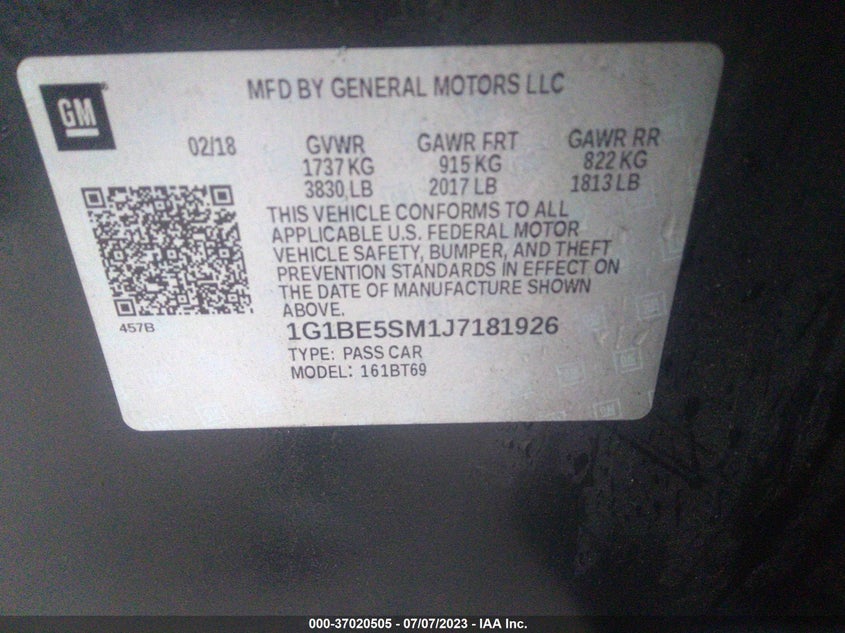 GM
MFD BY GENERAL MOTORS LLC
02/18 GVWR GAWR FRT GAWR RR
1737 KG 915 KG 822 KG
3830 LB 2017 LB 1813 LB
THIS VEHICLE CONFORMS TO ALL
APPLICABLE U.S. FEDERAL MOTOR
VEHICLE SAFETY, BUMPER, AND THEFT
PREVENTION STANDARDS IN EFFECT ON
THE DATE OF MANUFACTURE SHOWN
ABOVE.
457B
1G1BE5SM1J7181926
TYPE: PASS CAR
MODEL: 161BT69
000-37020505 - 07/07/2023 - IAA Inc.